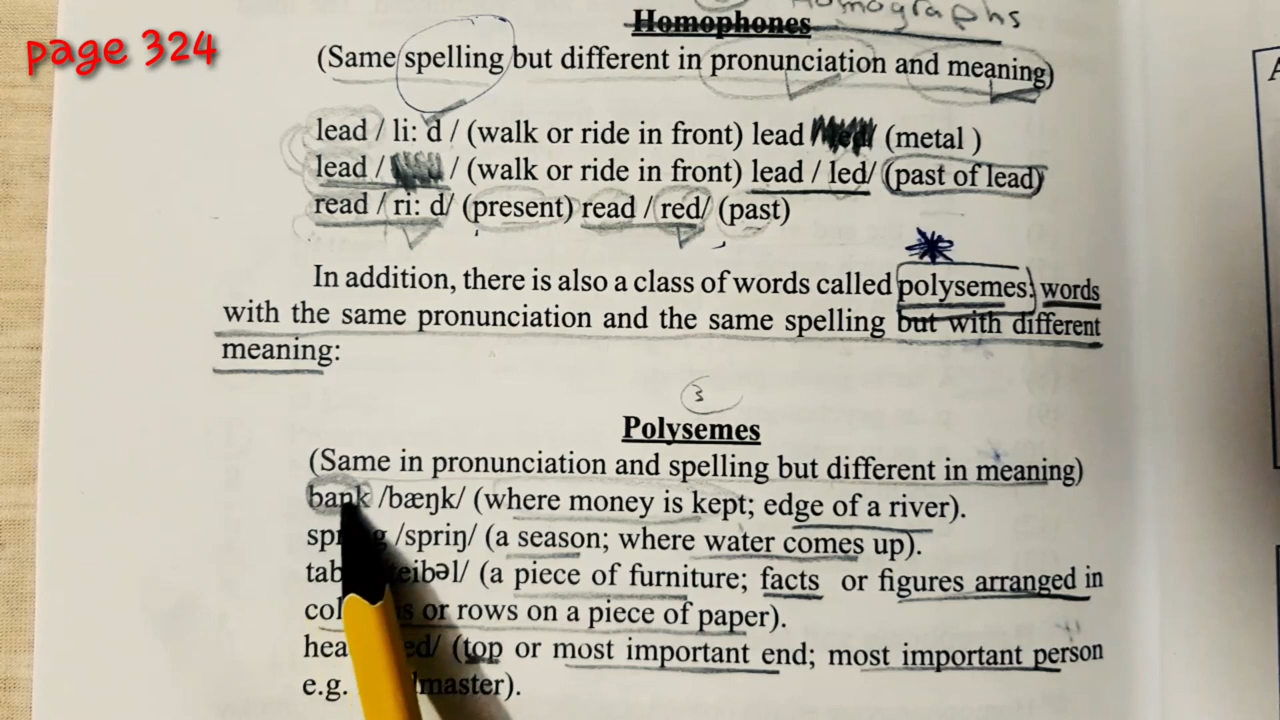 Homographs
page 324
Homophones
(Same spelling but different in pronunciation and meaning)
lead / li: d / (walk or ride in front) lead (metal )
lead / / (walk or ride in front) lead / led/ (past of lead)
read / ri: d/ (present) read / red/ (past)
In addition, there is also a class of words called polysemes: words
with the same pronunciation and the same spelling but with different
meaning:
3
Polysemes
(Same in pronunciation and spelling but different in meaning)
bank /bæŋk/ (where money is kept; edge of a river).
/spriŋ/ (a season; where water comes up).
(a piece of furniture; facts or figures arranged in
or rows on a piece of paper).
(top or most important end; most important person
e.g. master).